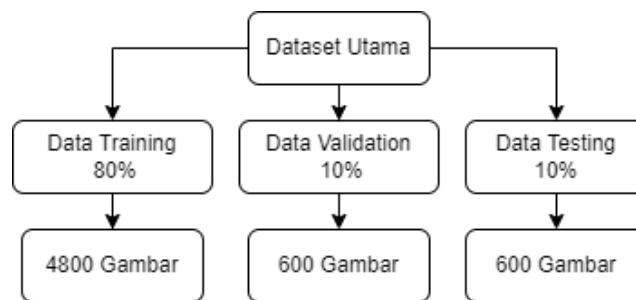 Dataset Utama
Data Training
80%
Data Validation
10%
Data Testing
10%
4800 Gambar
600 Gambar
600 Gambar